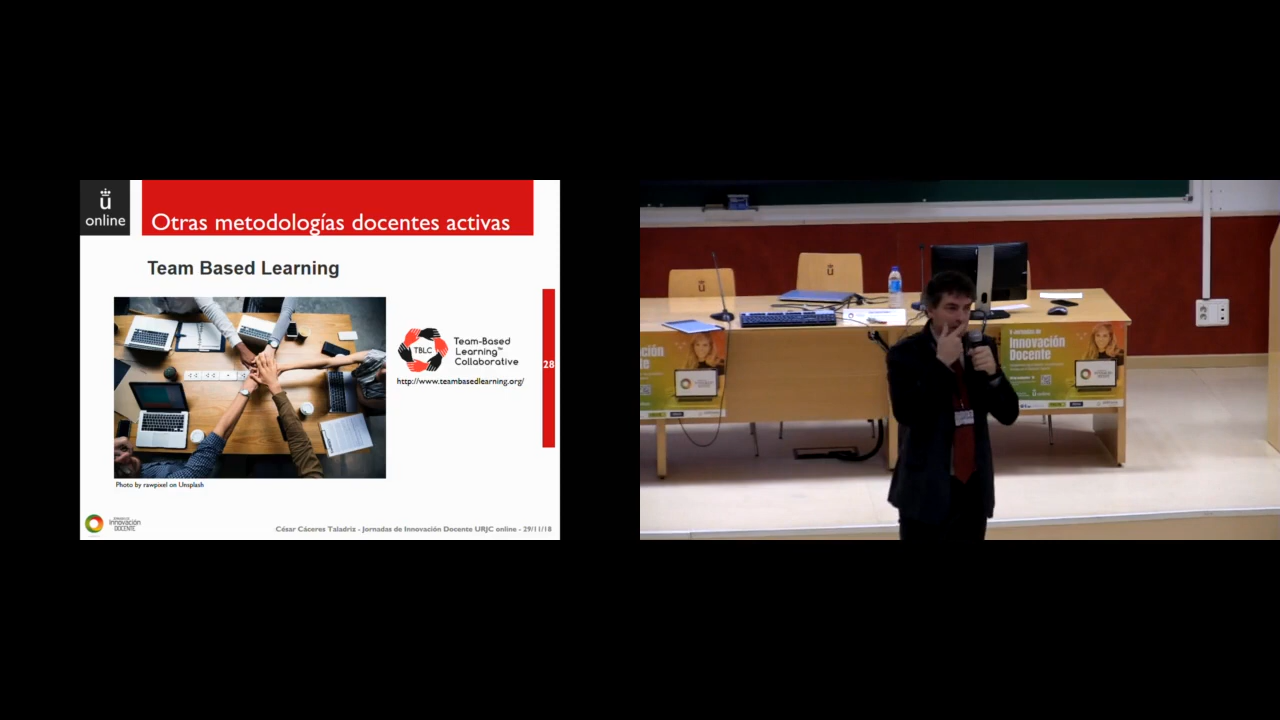 ü
online
Otras metodologías docentes activas
Team Based Learning
TBLC
Team-Based
Learning™
Collaborative
http://www.teambasedlearning.org/
28
Photo by rawpixel on Unsplash
innovación
DOCENTE
César Cáceres Taladriz - Jornadas de Innovación Docente URJC online - 29/11/18
Innovación
Docente